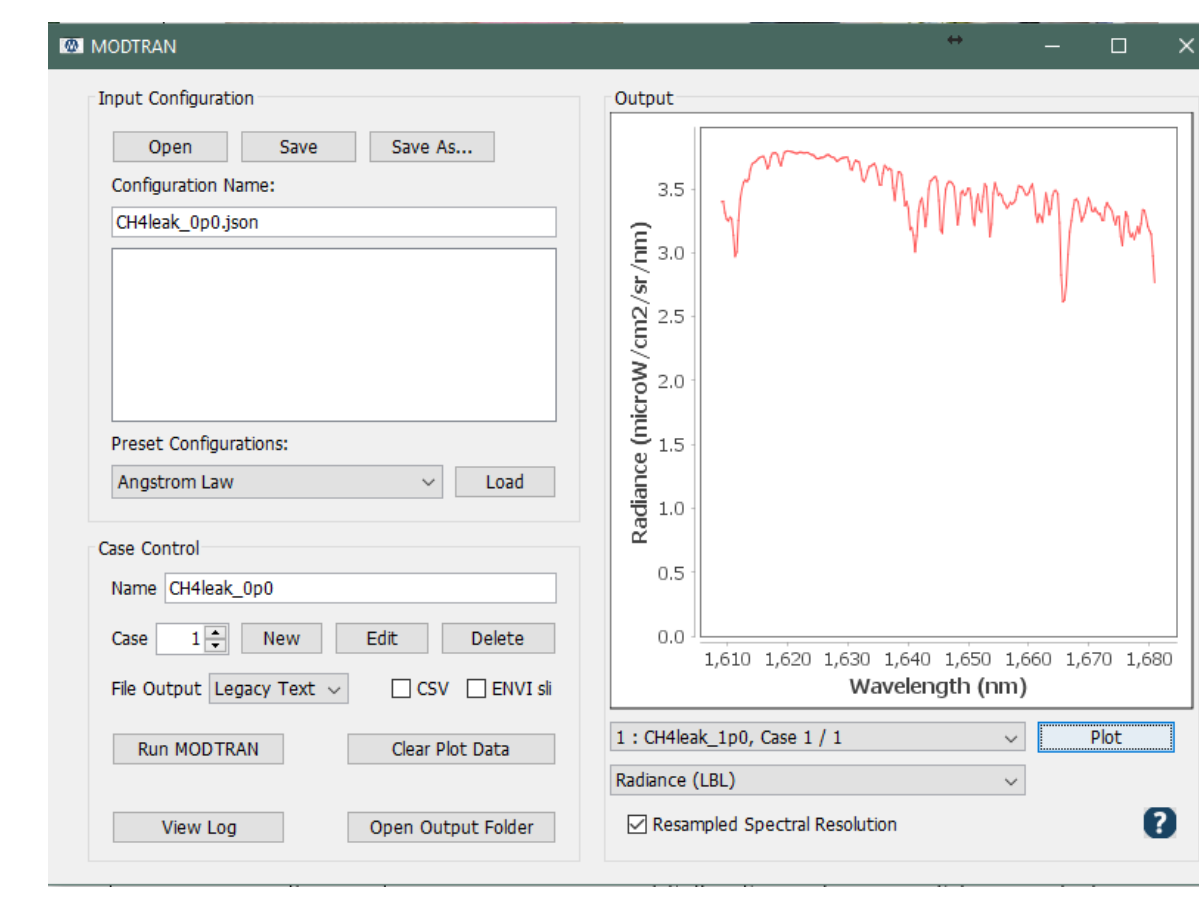 MODTRAN
Input Configuration
Open Save Save As...
Configuration Name:
CH4leak_0p0.json
Preset Configurations:
Angstrom Law Load
Case Control
Name CH4leak_0p0
Case 1 New Edit Delete
File Output Legacy Text CSV ENVI sli
Run MODTRAN Clear Plot Data
View Log Open Output Folder
Output
Radiance (microW/cm2/sr/nm)
3.5
3.0
2.5
2.0
1.5
1.0
0.5
0.0
1,610 1,620 1,630 1,640 1,650 1,660 1,670 1,680
Wavelength (nm)
1 : CH4leak_1p0, Case 1 / 1 Plot
Radiance (LBL)
Resampled Spectral Resolution ?